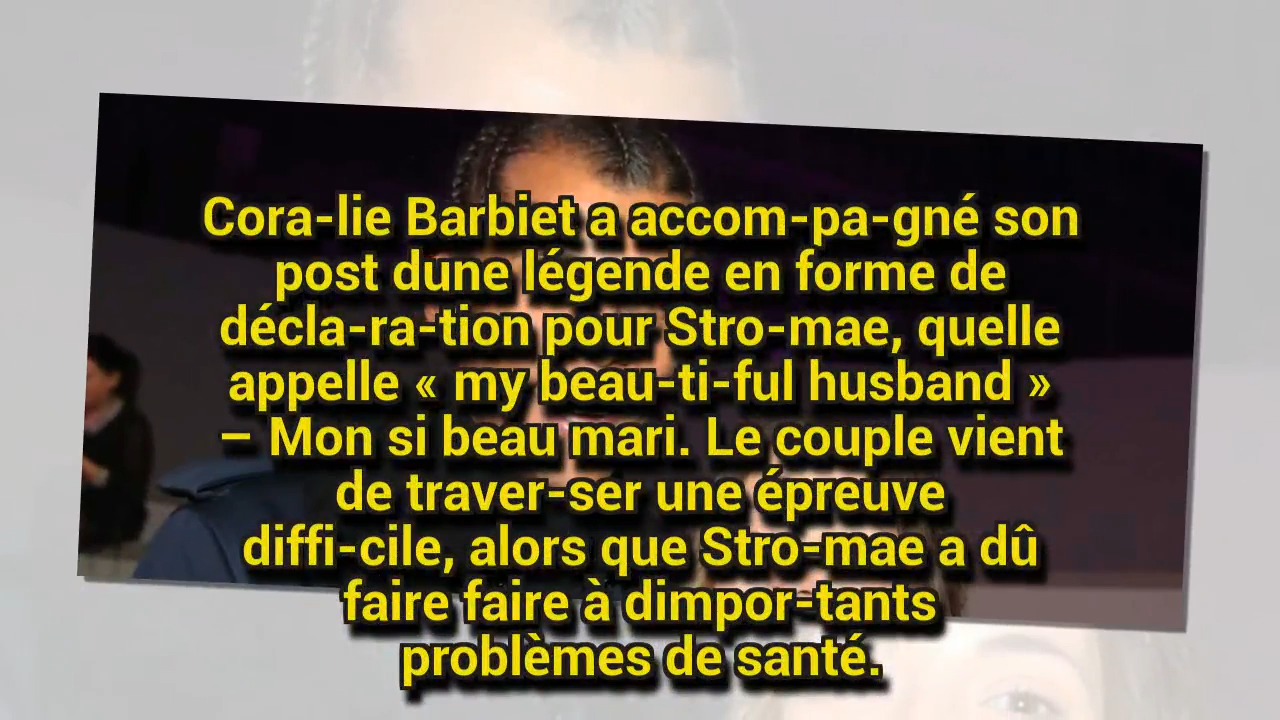 Cora-lie Barbiet a accom-pa-gné son
post dune légende en forme de
décla-ra-tion pour Stro-mae, quelle
appelle « my beau-ti-ful husband »
– Mon si beau mari. Le couple vient
de traver-ser une épreuve
diffi-cile, alors que Stro-mae a dû
faire faire à dimpor-tants
problèmes de santé.